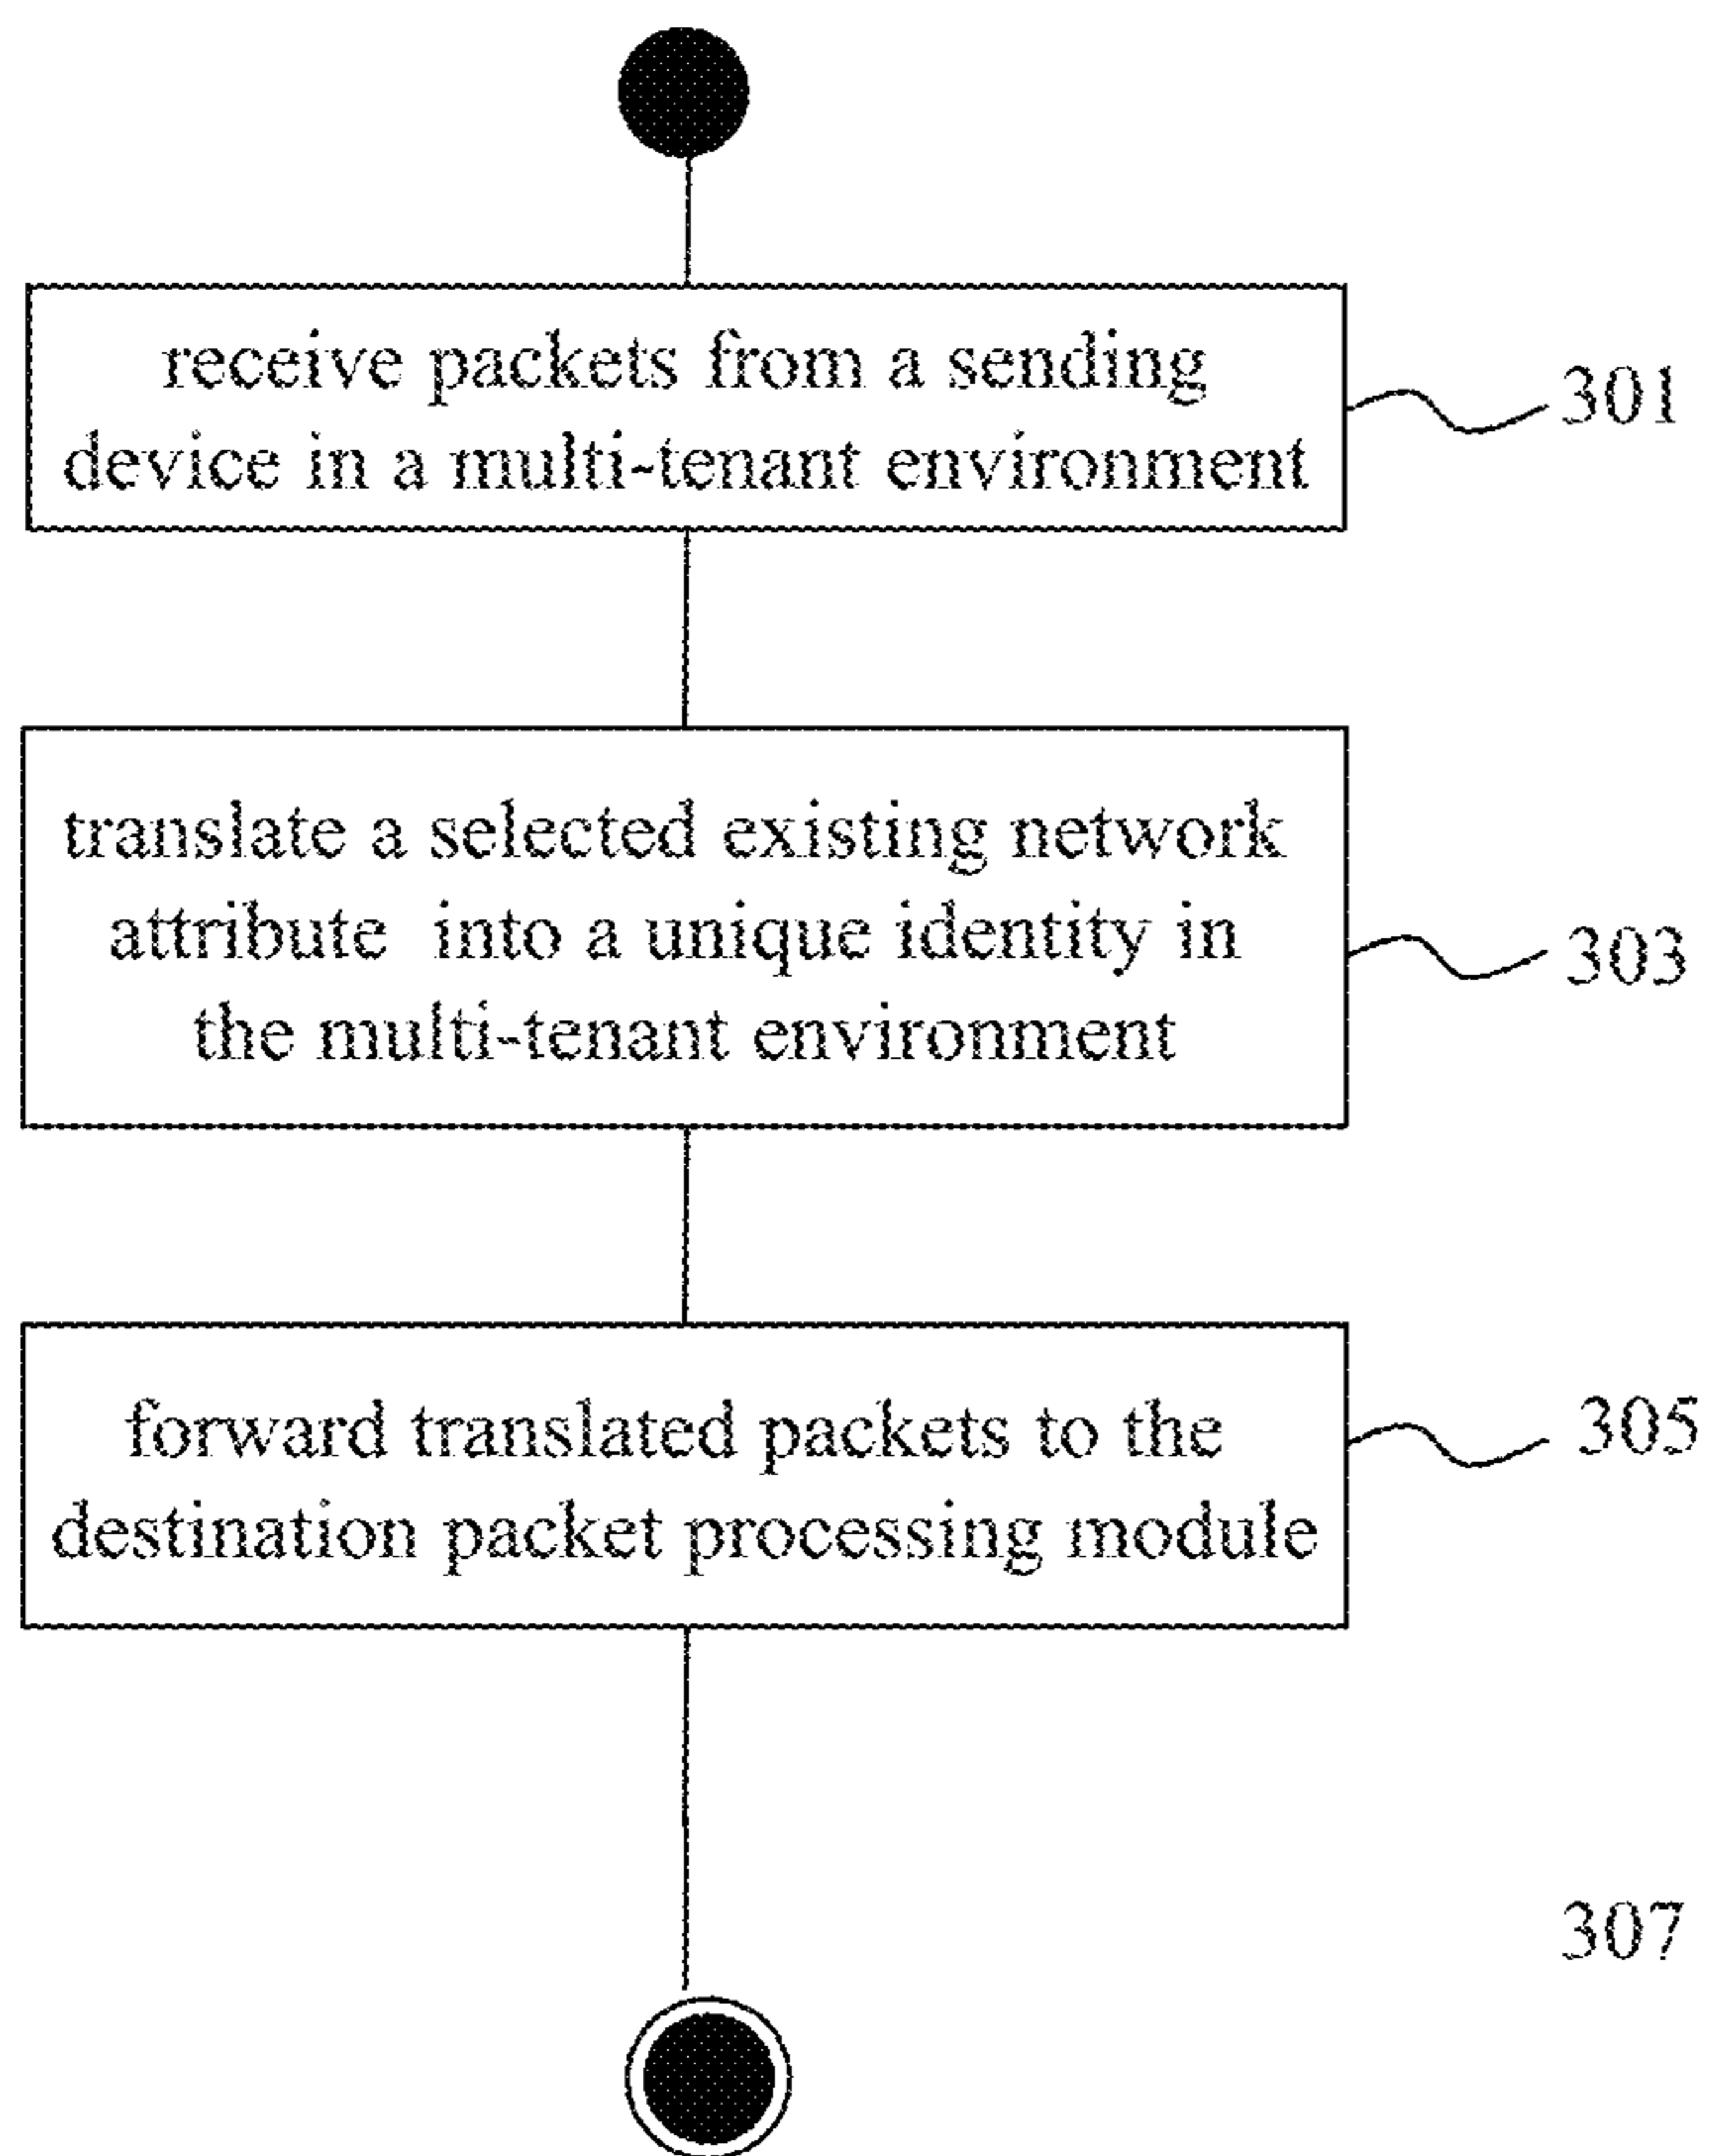 receive packets from a sending
device in a multi-tenant environment
301
translate a selected existing network
attribute into a unique identity in
the multi-tenant environment
303
forward translated packets to the
destination packet processing module
305
307